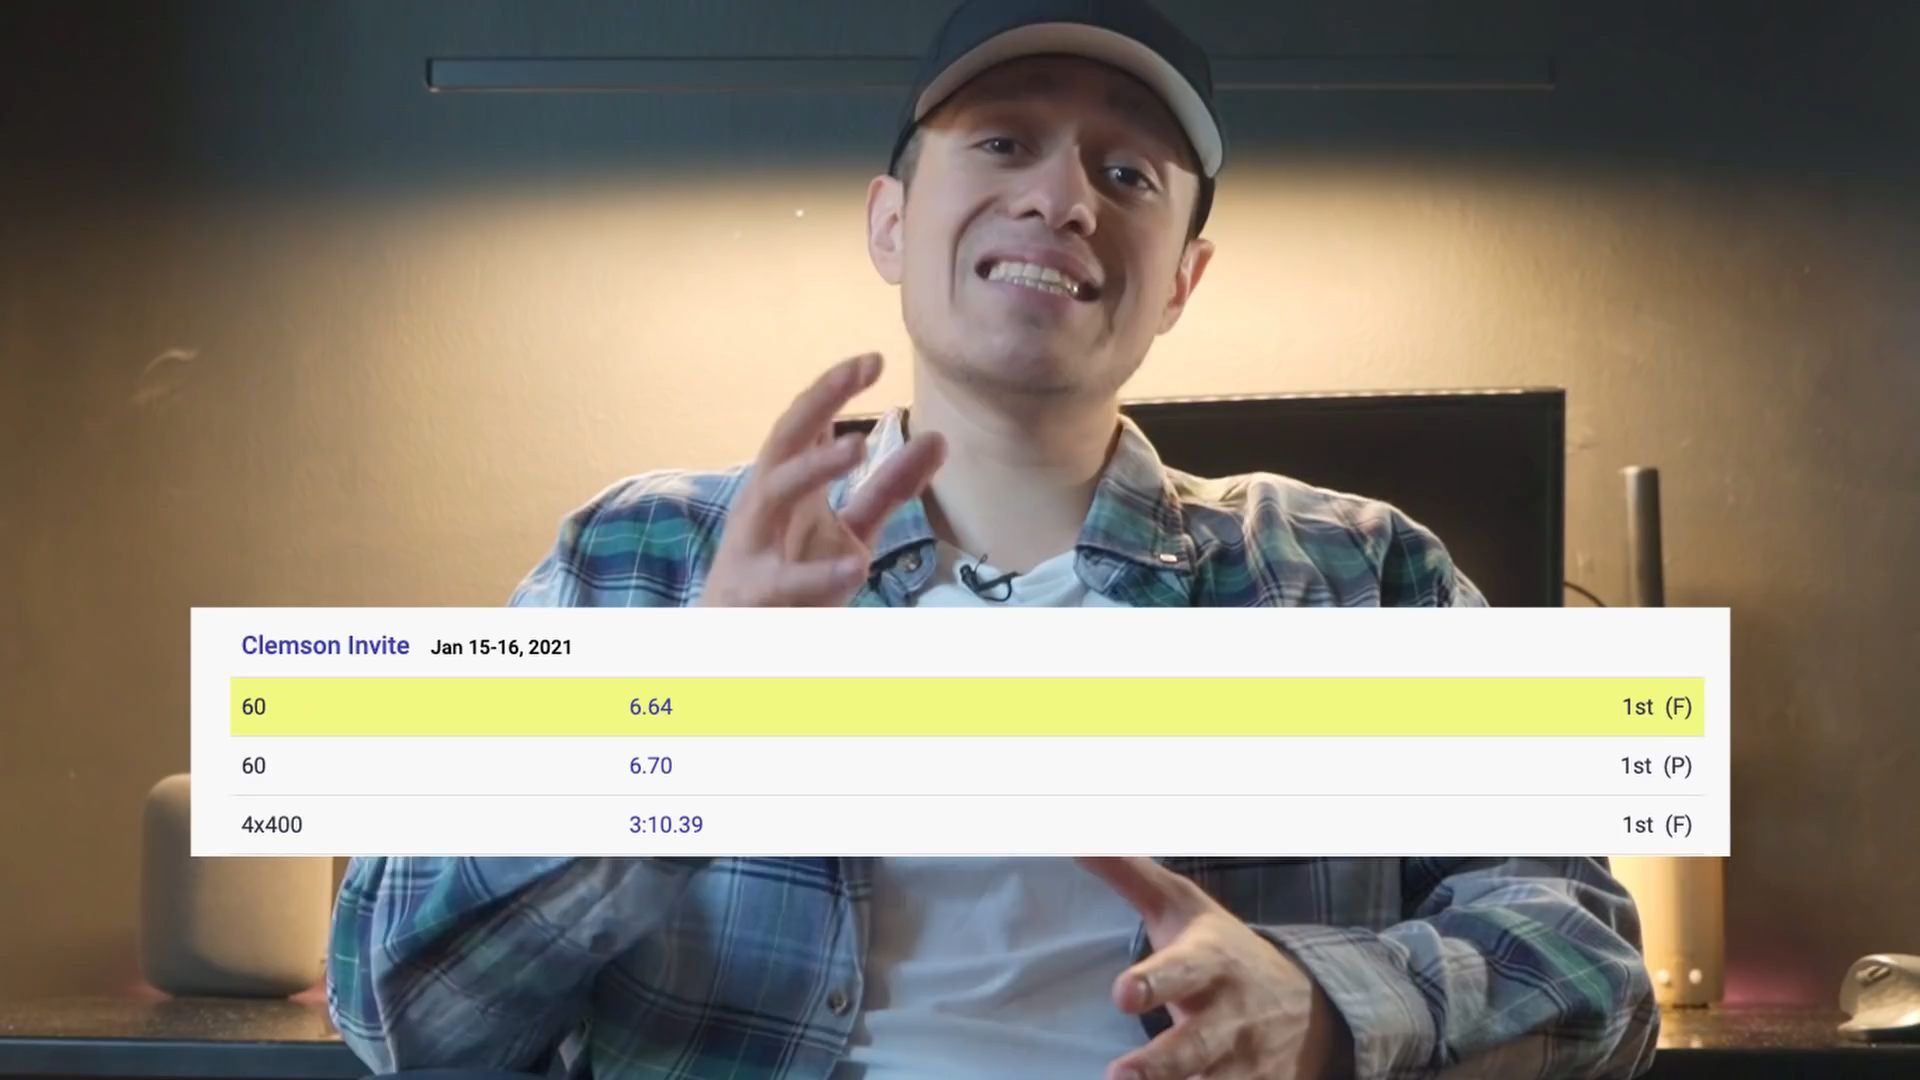 Clemson Invite Jan 15-16, 2021
60 6.64 1st (F)
60 6.70 1st (P)
4x400 3:10.39 1st (F)